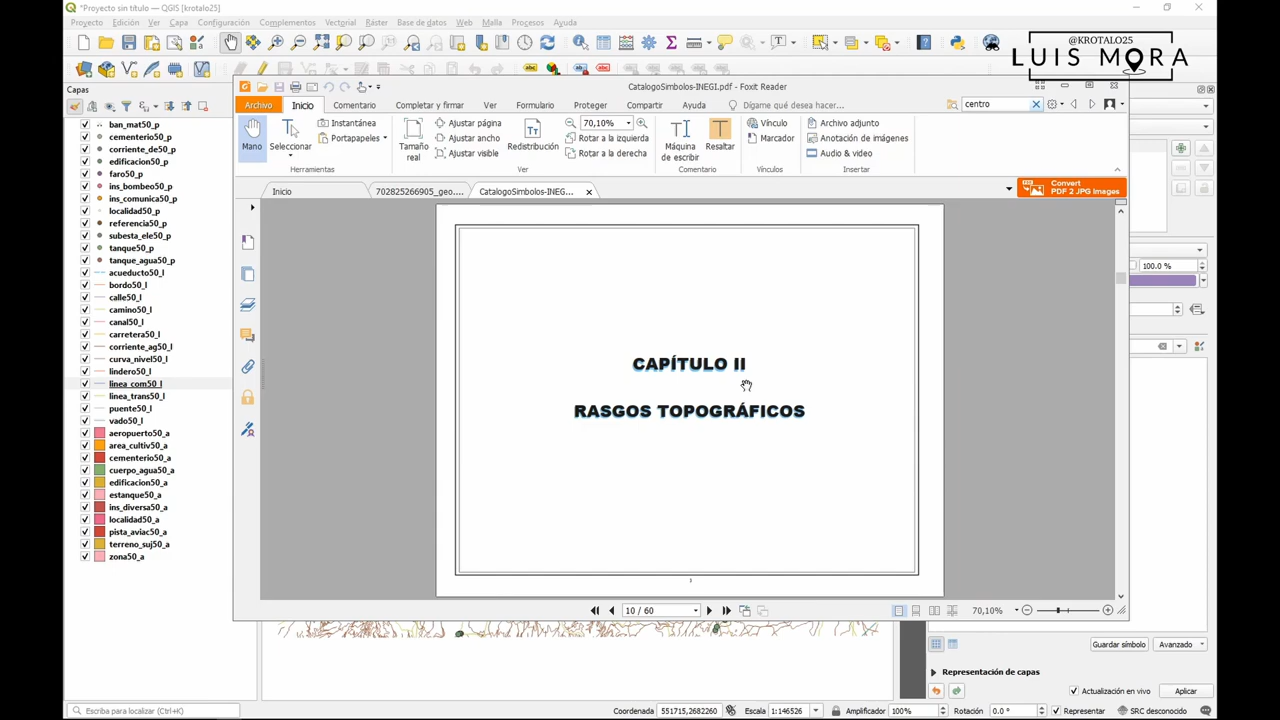 *Proyecto sin título — QGIS [krotalo25]
Proyecto Edición Ver Capa Configuración Complementos Vectorial Ráster Base de datos Web Malla Procesos Ayuda
@KROTALO25
LUIS MORA
Capas
ban_mat50_p
cementerio50_p
corriente_de50_p
edificacion50_p
faro50_p
ins_bombeo50_p
ins_comunica50_p
localidad50_p
referencia50_p
subesta_ele50_p
tanque50_p
tanque_agua50_p
acueducto50_l
bordo50_l
calle50_l
camino50_l
canal50_l
carretera50_l
corriente_ag50_l
curva_nivel50_l
lindero50_l
linea_com50_l
linea_trans50_l
puente50_l
vado50_l
aeropuerto50_a
area_cultiv50_a
cementerio50_a
cuerpo_agua50_a
edificacion50_a
estanque50_a
ins_diversa50_a
localidad50_a
pista_aviac50_a
terreno_suj50_a
zona50_a
CatalogoSimbolos-INEGI.pdf - Foxit Reader
Archivo Inicio Comentario Completar y firmar Ver Formulario Proteger Compartir Ayuda Dígame qué desea hacer... centro
Mano
Seleccionar
Instantánea
Portapapeles
Herramientas
Tamaño real
Ajustar página
Ajustar ancho
Ajustar visible
Redistribución
70,10%
Rotar a la izquierda
Rotar a la derecha
Ver
Máquina de escribir
Resaltar
Comentario
Vínculo
Marcador
Vínculos
Archivo adjunto
Anotación de imágenes
Audio & video
Insertar
Inicio 702825266905_geo.... CatalogoSimbolos-INEG...
Convert
PDF 2 JPG Images
CAPÍTULO II
RASGOS TOPOGRÁFICOS
10 / 60 70,10%
100.0 %
Guardar símbolo Avanzado
Representación de capas
Actualización en vivo Aplicar
Escribe para localizar (Ctrl+K) Coordenada 551715,2682260 Escala 1:146526 Amplificador 100% Rotación 0.0 ° Representar SRC desconocido